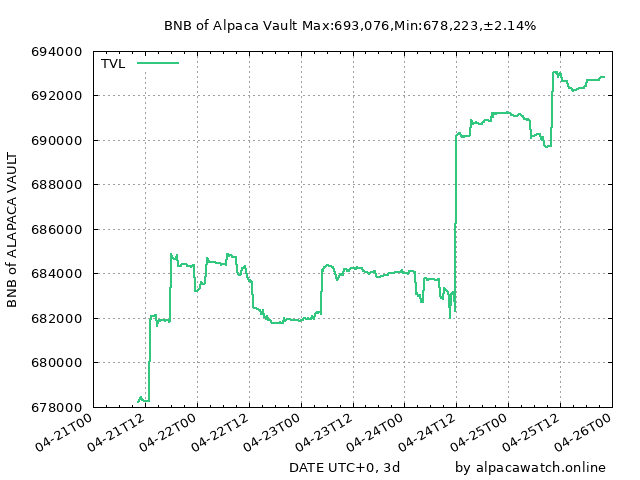 BNB of Alpaca Vault Max:693,076,Min:678,223,±2.14%
694000
TVL
692000
690000
688000
686000
684000
682000
680000
678000
BNB of ALAPACA VAULT
04-21T00
04-21T12
04-22T00
04-22T12
04-23T00
04-23T12
04-24T00
04-24T12
04-25T00
04-25T12
04-26T00
DATE UTC+0, 3d
by alpacawatch.online